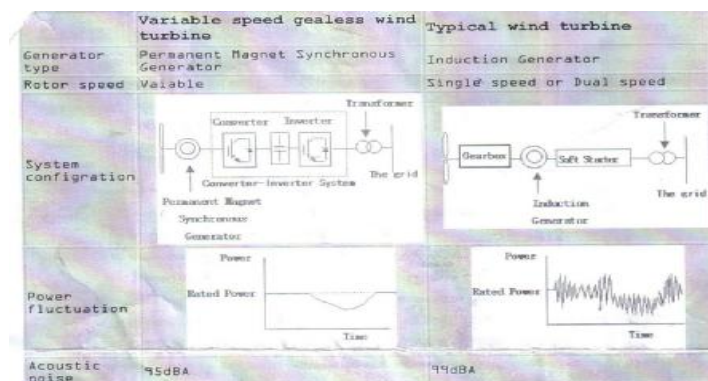 Variable speed gealess wind
turbine
Typical wind turbine
Generator
type
Permanent Magnet Synchronous
Generator
Induction Generator
Rotor speed
Vaiable
Single speed or Dual speed
System
configration
Transformer
Converter
Inverter
Converter-Inverter System
The grid
Permanent Magnet
Synchronous
Generator
Transformer
Gearbox
Soft Starter
The grid
Induction
Generator
Power
fluctuation
Power
Rated Power
Time
Power
Rated Power
Time
Acoustic
noise
95dBA
99dBA